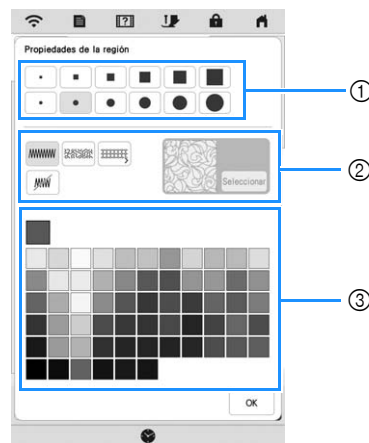 Propiedades de la región
①
②
Seleccionar
③
OK